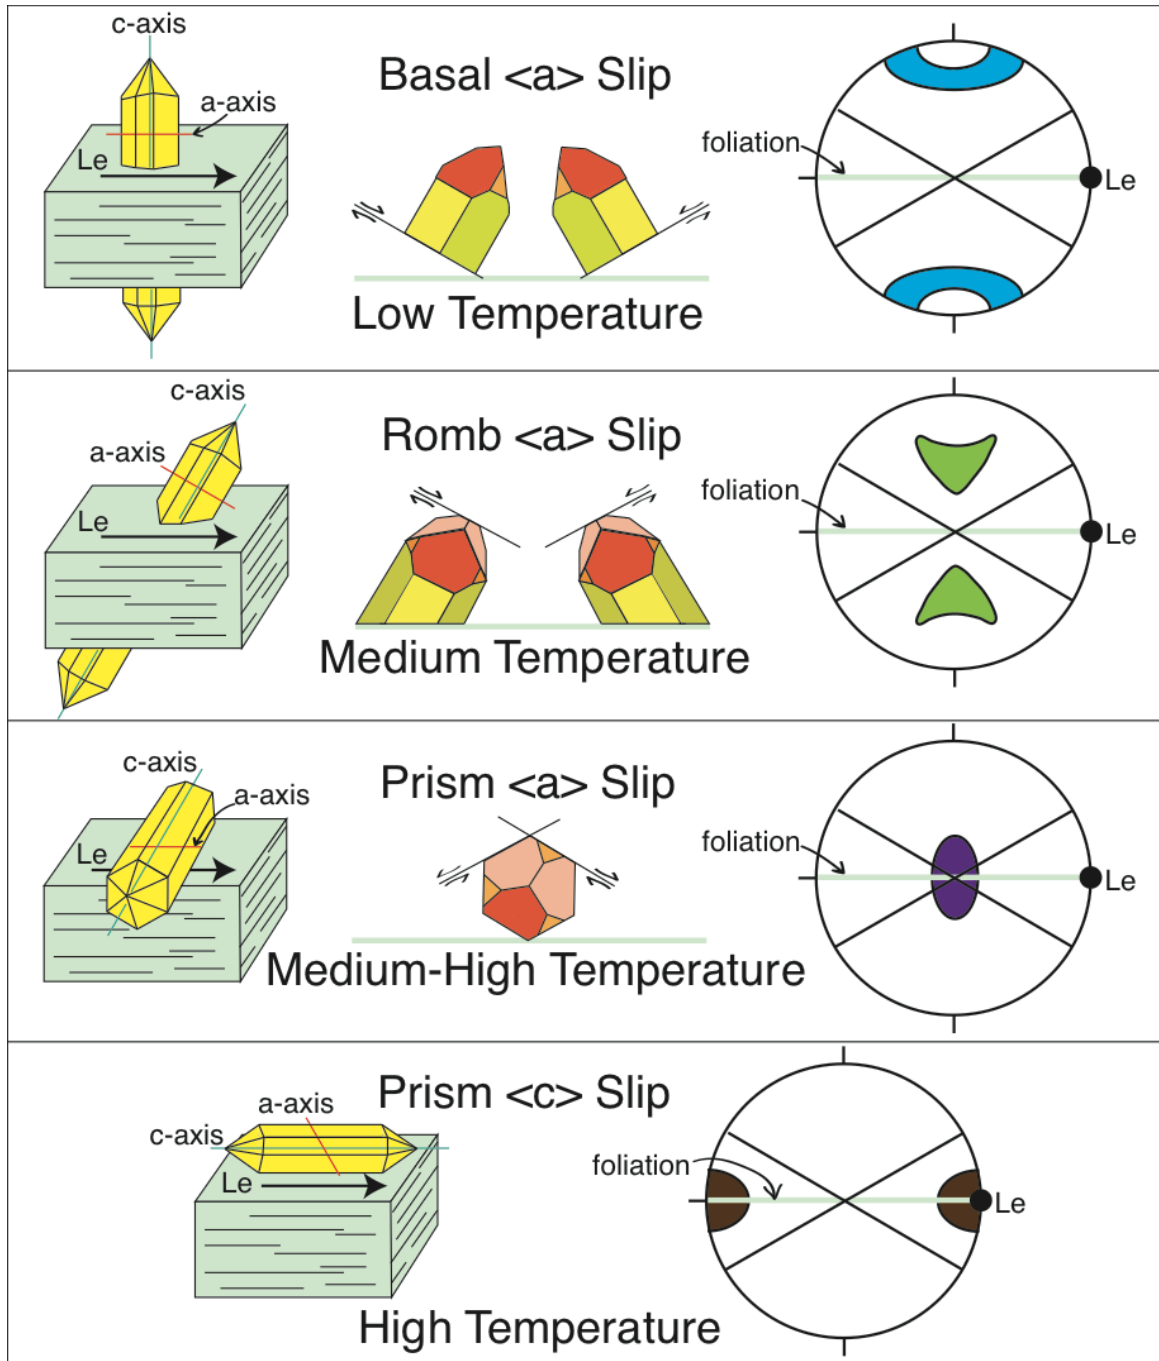 c-axis
Basal <a> Slip
a-axis
Le
foliation
Le
Low Temperature
c-axis
Romb <a> Slip
a-axis
Le
foliation
Le
Medium Temperature
c-axis
Prism <a> Slip
a-axis
Le
foliation
Le
Medium-High Temperature
Prism <c> Slip
a-axis
c-axis
Le
foliation
Le
High Temperature